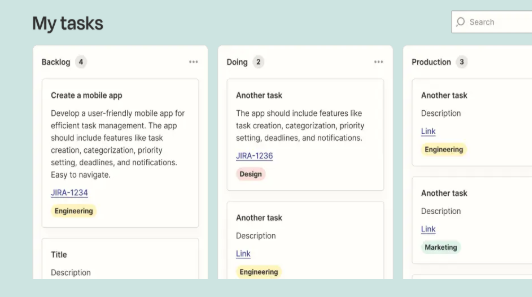 My tasks
Search
Backlog 4
Create a mobile app
Develop a user-friendly mobile app for
efficient task management. The app
should include features like task
creation, categorization, priority
setting, deadlines, and notifications.
Easy to navigate.
JIRA-1234
Engineering
Title
Description
Doing 2
Another task
The app should include features like
task creation, categorization, priority
setting, deadlines, and notifications.
JIRA-1236
Design
Another task
Description
Link
Engineering
Production 3
Another task
Description
Link
Engineering
Another task
Description
Link
Marketing